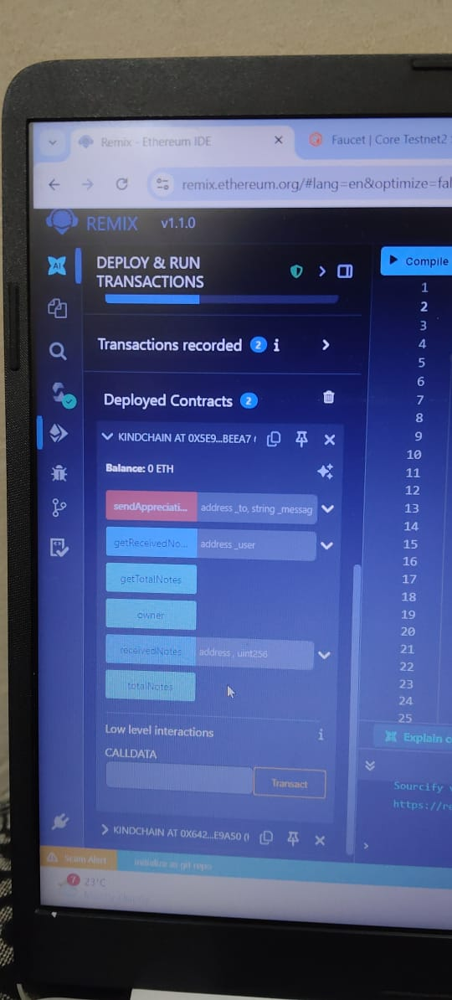 Remix - Ethereum IDE
Faucet | Core Testnet2
remix.ethereum.org/#lang=en&optimize=fal
REMIX v1.1.0
AI
DEPLOY & RUN
TRANSACTIONS
Compile
Transactions recorded 2 i
Deployed Contracts 2
KINDCHAIN AT 0X5E9...BEEA7 (
Balance: 0 ETH
sendAppreciati... address _to, string _messag
getReceivedNo... address _user
getTotalNotes
owner
receivedNotes address , uint256
totalNotes
Low level interactions i
CALLDATA
Transact
KINDCHAIN AT 0X642...E9A50 (
1
2
3
4
5
6
7
8
9
10
11
12
13
14
15
16
17
18
19
20
21
22
23
24
25
Explain c
Sourcify
https://re
>
Scam Alert
Initialize as git repo
7
23°C